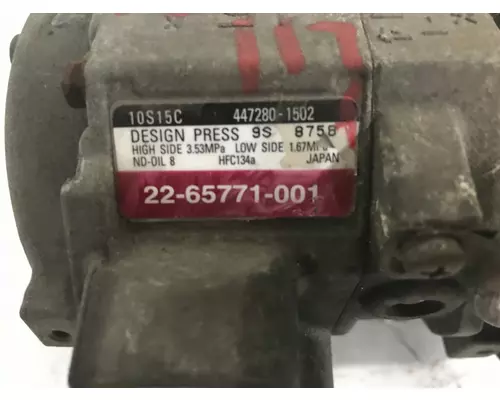 10S15C 447280-1502
DESIGN PRESS 9S 8756
HIGH SIDE 3.53MPa LOW SIDE 1.67MPa
ND-OIL 8 HFC134a JAPAN
22-65771-001